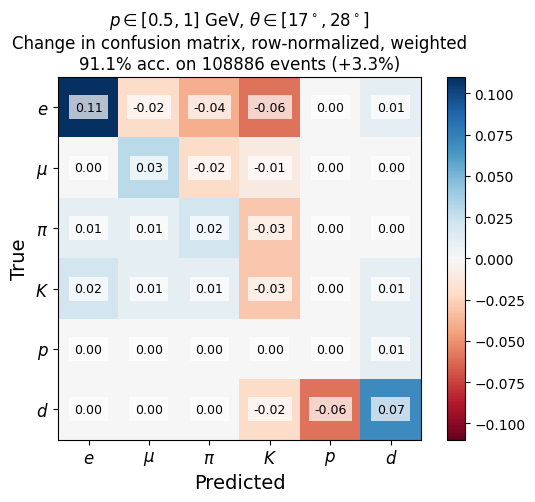 p ∈ [0.5, 1] GeV, θ ∈ [17°, 28°]
Change in confusion matrix, row-normalized, weighted
91.1% acc. on 108886 events (+3.3%)
e 0.11 -0.02 -0.04 -0.06 0.00 0.01
μ 0.00 0.03 -0.02 -0.01 0.00 0.00
π 0.01 0.01 0.02 -0.03 0.00 0.00
K 0.02 0.01 0.01 -0.03 0.00 0.01
p 0.00 0.00 0.00 0.00 0.00 0.01
d 0.00 0.00 0.00 -0.02 -0.06 0.07
e μ π K p d
Predicted
True
0.100
0.075
0.050
0.025
0.000
−0.025
−0.050
−0.075
−0.100